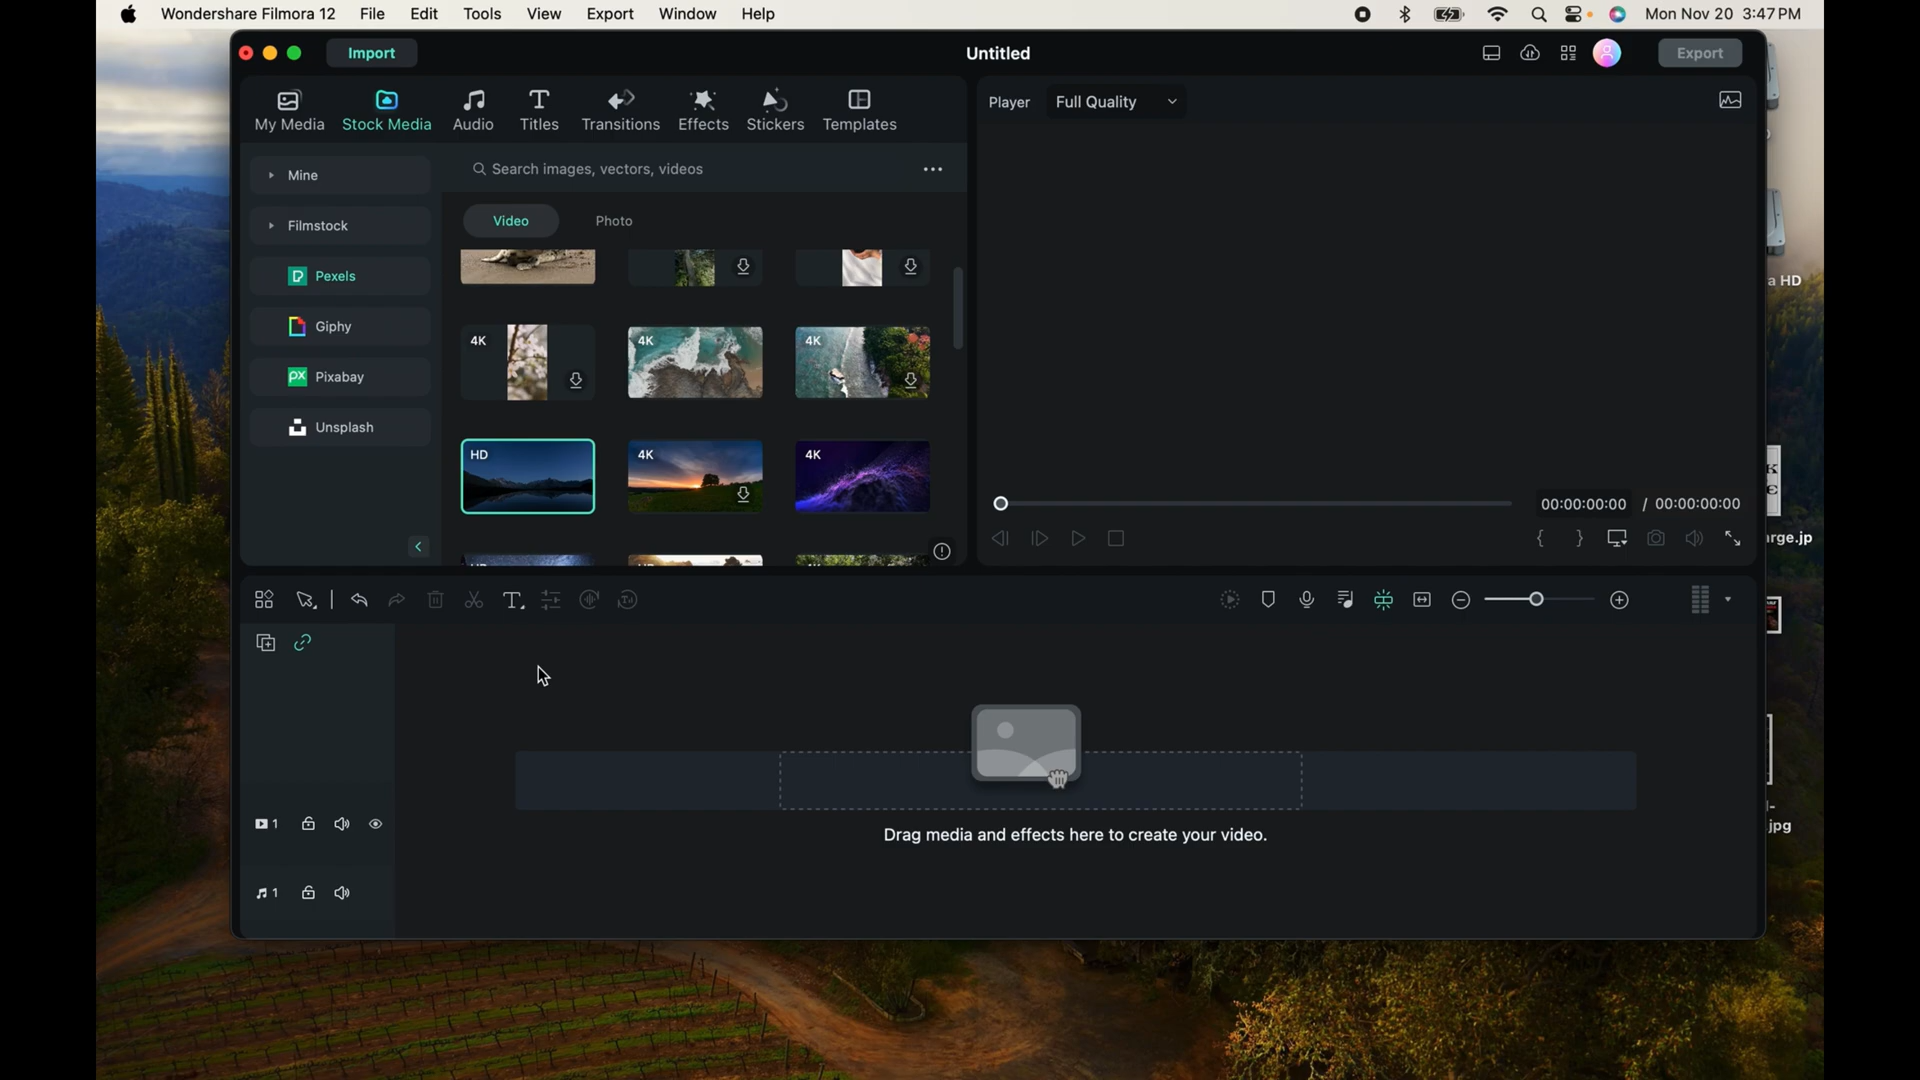 Wondershare Filmora 12 File Edit Tools View Export Window Help Mon Nov 20 3:47 PM
Import Untitled Export
My Media Stock Media Audio Titles Transitions Effects Stickers Templates
Player Full Quality
Mine
Filmstock
Pexels
Giphy
Pixabay
Unsplash
Search images, vectors, videos
Video Photo
4K 4K 4K
HD 4K 4K
00:00:00:00 / 00:00:00:00
Drag media and effects here to create your video.
1
1
a HD
arge.jp
K
E
jpg